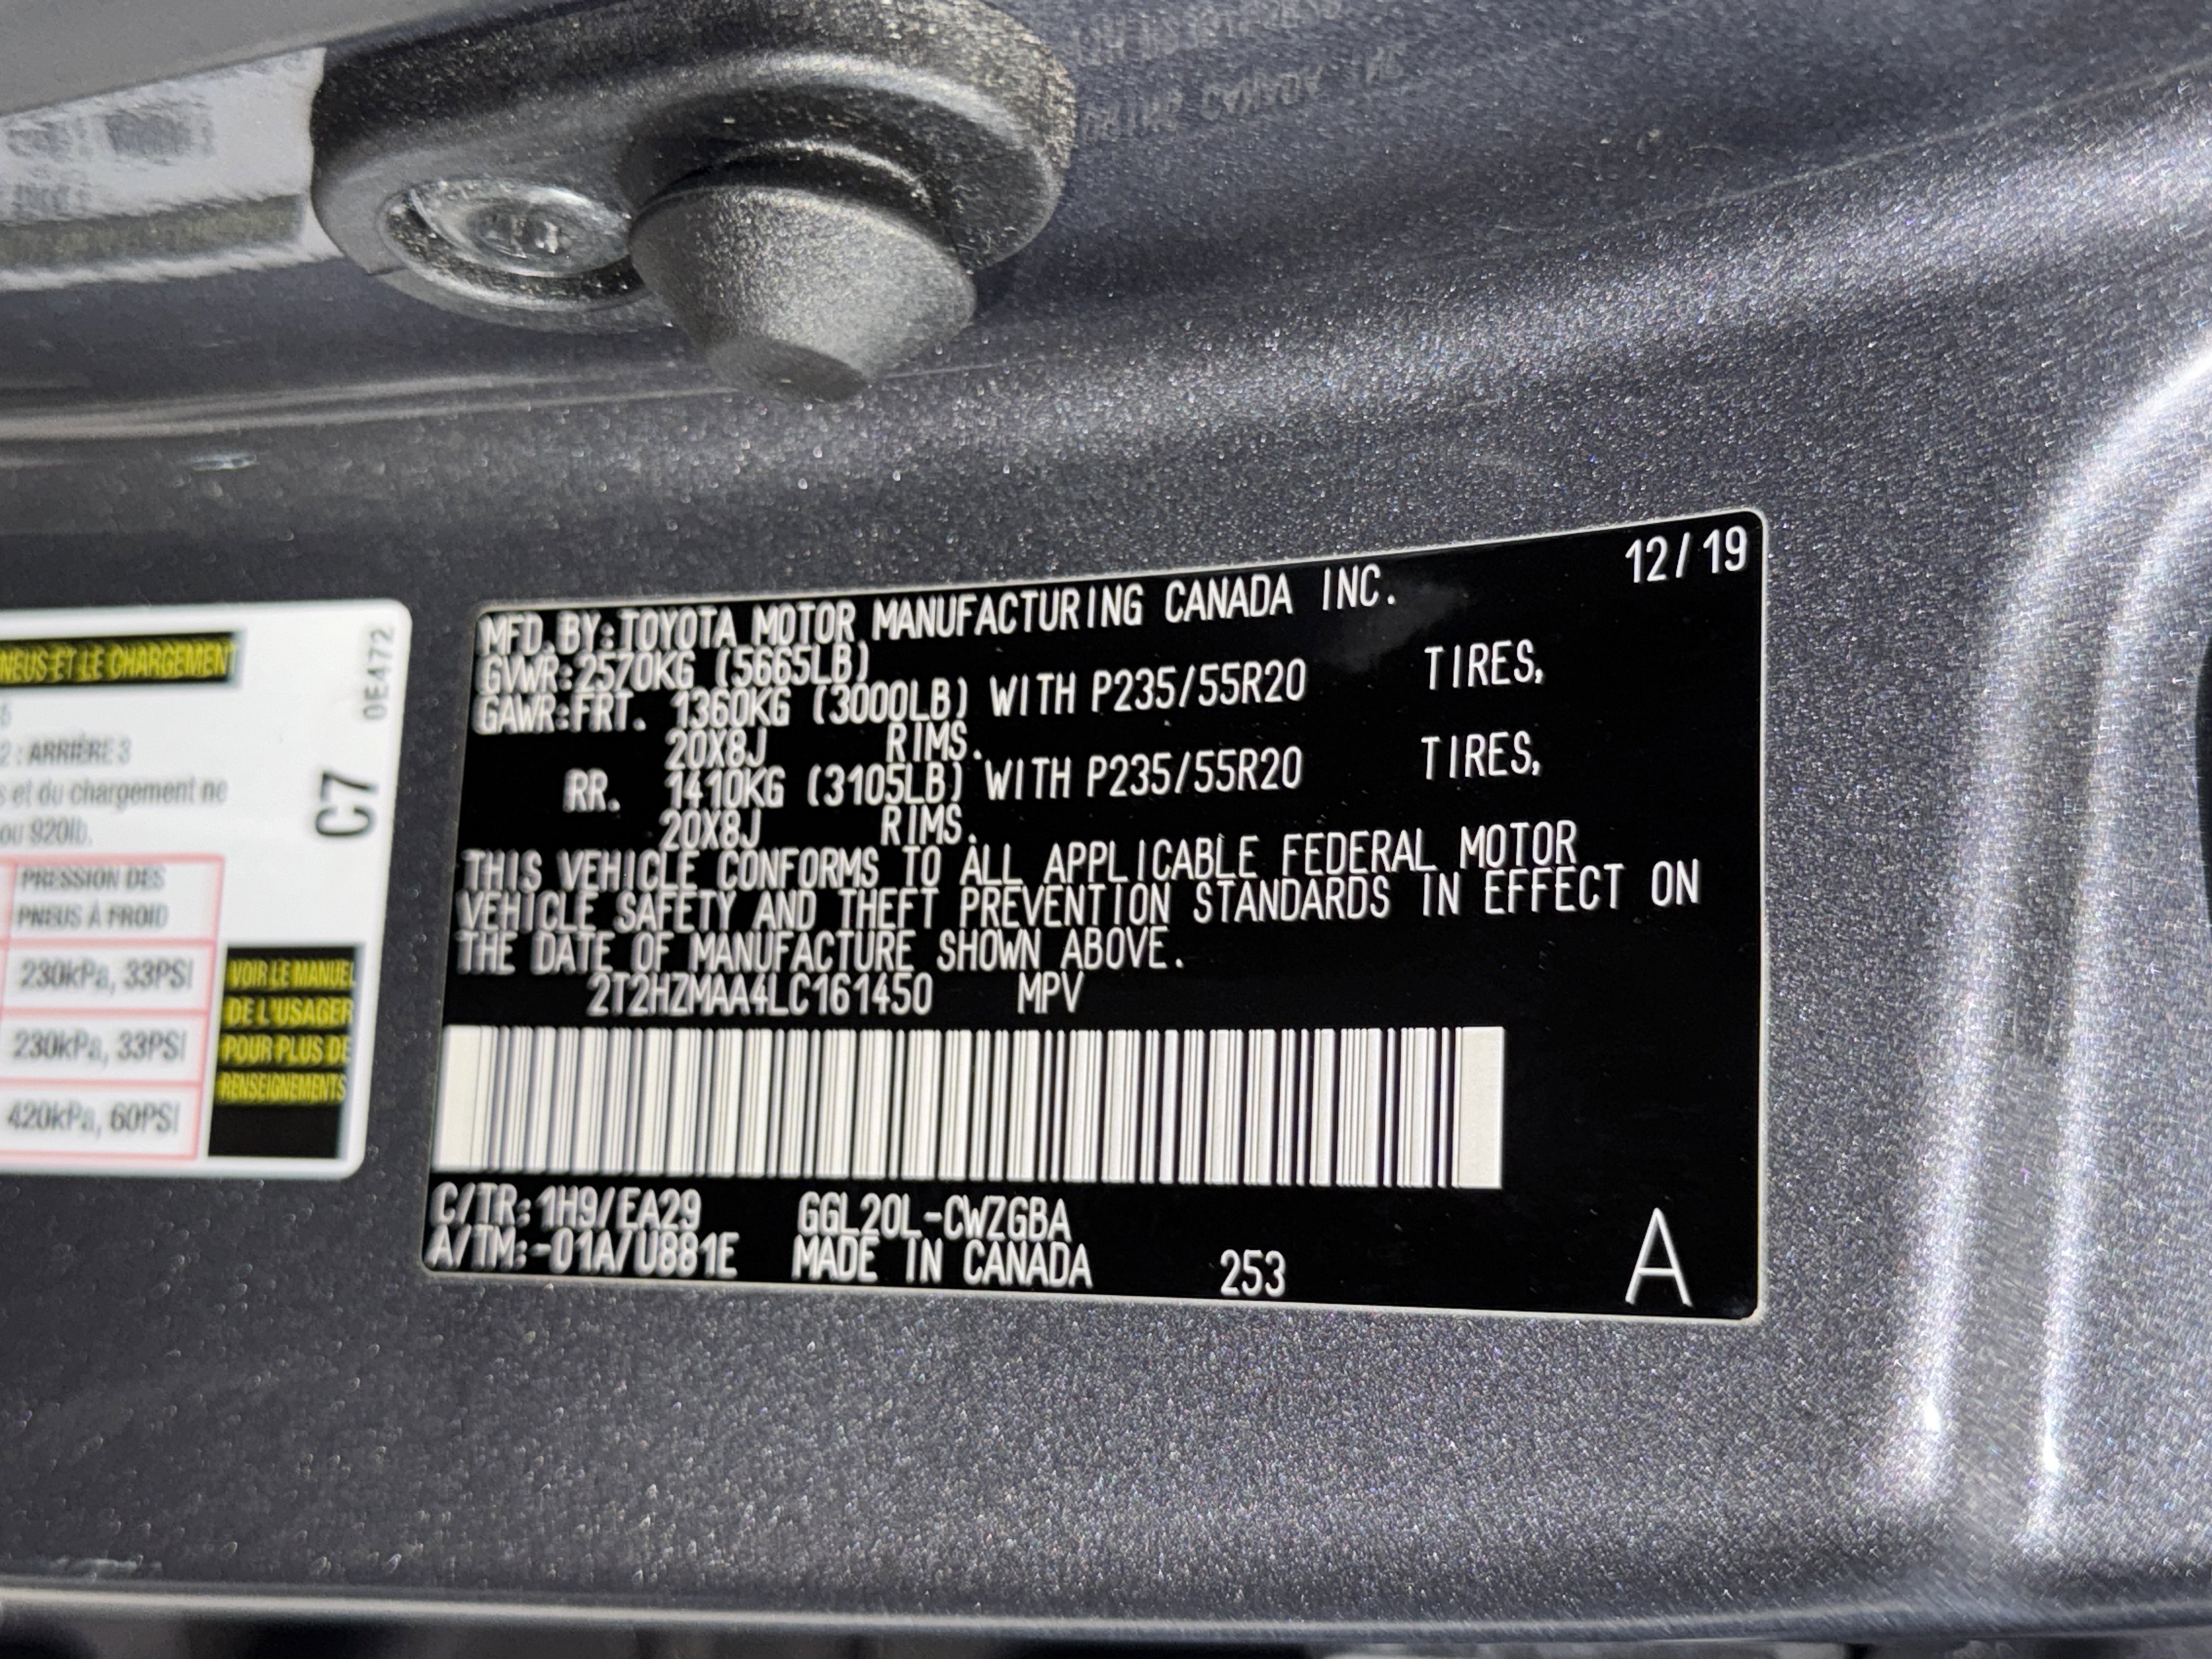 NEUS ET LE CHARGEMENT
0E472
2 : ARRIÈRE 3
s et du chargement ne
ou 920lb.
C7
PRESSION DES
PNEUS À FROID
230kPa, 33PSI
230kPa, 33PSI
420kPa, 60PSI
VOIR LE MANUEL
DE L'USAGER
POUR PLUS DE
RENSEIGNEMENTS
12/19
MFD.BY:TOYOTA MOTOR MANUFACTURING CANADA INC.
GVWR:2570KG (5665LB)
GAWR:FRT. 1360KG (3000LB) WITH P235/55R20 TIRES,
20X8J RIMS.
RR. 1410KG (3105LB) WITH P235/55R20 TIRES,
20X8J RIMS.
THIS VEHICLE CONFORMS TO ALL APPLICABLE FEDERAL MOTOR
VEHICLE SAFETY AND THEFT PREVENTION STANDARDS IN EFFECT ON
THE DATE OF MANUFACTURE SHOWN ABOVE.
2T2HZMAA4LC161450 MPV
C/TR:1H9/EA29 GGL20L-CWZGBA
A/TM:-01A/U881E MADE IN CANADA 253
A